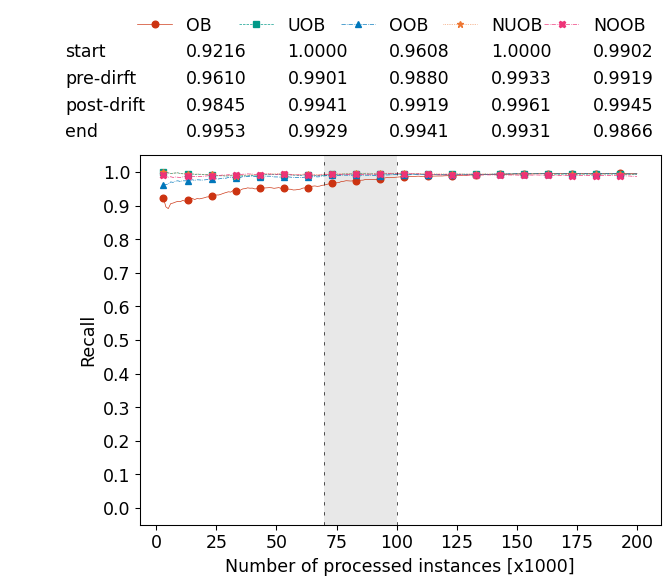 OB UOB OOB NUOB NOOB
start 0.9216 1.0000 0.9608 1.0000 0.9902
pre-dirft 0.9610 0.9901 0.9880 0.9933 0.9919
post-drift 0.9845 0.9941 0.9919 0.9961 0.9945
end 0.9953 0.9929 0.9941 0.9931 0.9866
1.0
0.9
0.8
0.7
0.6
0.5
0.4
0.3
0.2
0.1
0.0
Recall
0 25 50 75 100 125 150 175 200
Number of processed instances [x1000]